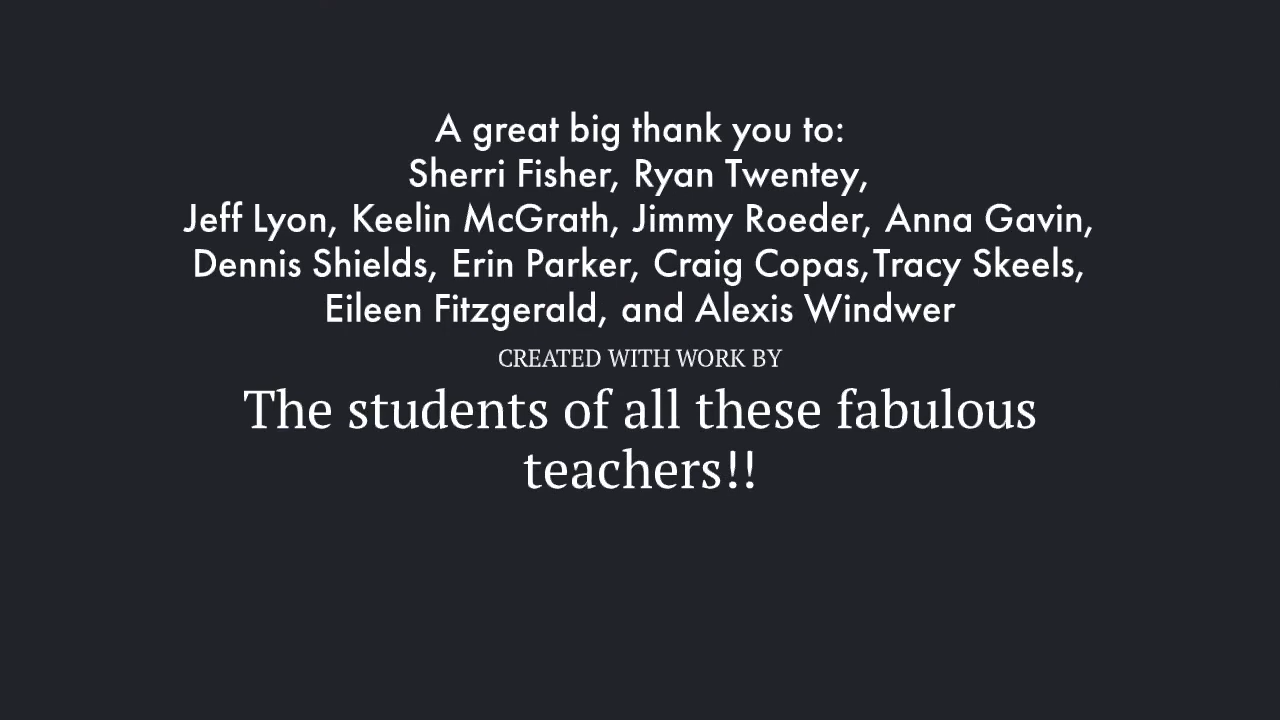 A great big thank you to:
Sherri Fisher, Ryan Twentey,
Jeff Lyon, Keelin McGrath, Jimmy Roeder, Anna Gavin,
Dennis Shields, Erin Parker, Craig Copas,Tracy Skeels,
Eileen Fitzgerald, and Alexis Windwer
CREATED WITH WORK BY
The students of all these fabulous
teachers!!